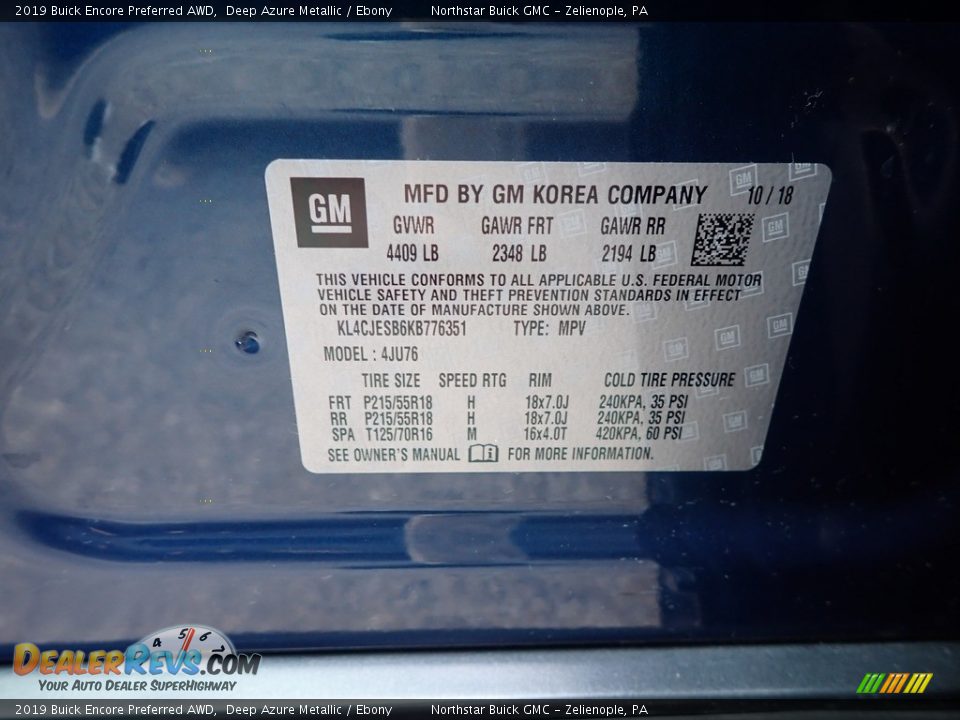 2019 Buick Encore Preferred AWD, Deep Azure Metallic / Ebony Northstar Buick GMC - Zelienople, PA
GM MFD BY GM KOREA COMPANY 10 / 18
GVWR GAWR FRT GAWR RR
4409 LB 2348 LB 2194 LB
THIS VEHICLE CONFORMS TO ALL APPLICABLE U.S. FEDERAL MOTOR
VEHICLE SAFETY AND THEFT PREVENTION STANDARDS IN EFFECT
ON THE DATE OF MANUFACTURE SHOWN ABOVE.
KL4CJESB6KB776351 TYPE: MPV
MODEL : 4JU76
TIRE SIZE SPEED RTG RIM COLD TIRE PRESSURE
FRT P215/55R18 H 18x7.0J 240KPA, 35 PSI
RR P215/55R18 H 18x7.0J 240KPA, 35 PSI
SPA T125/70R16 M 16x4.0T 420KPA, 60 PSI
SEE OWNER'S MANUAL FOR MORE INFORMATION.
4 5 6
DEALERREVS.COM
YOUR AUTO DEALER SUPERHIGHWAY
2019 Buick Encore Preferred AWD, Deep Azure Metallic / Ebony Northstar Buick GMC - Zelienople, PA